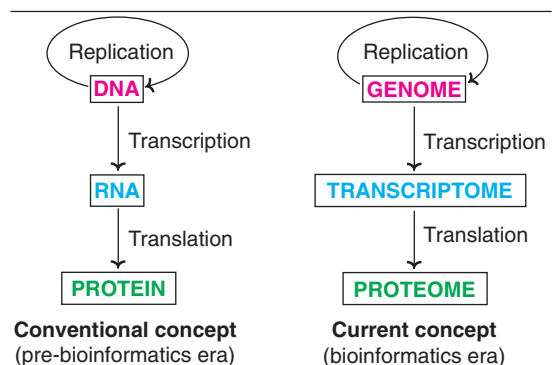 Replication
DNA
Transcription
RNA
Translation
PROTEIN
Conventional concept
(pre-bioinformatics era)
Replication
GENOME
Transcription
TRANSCRIPTOME
Translation
PROTEOME
Current concept
(bioinformatics era)